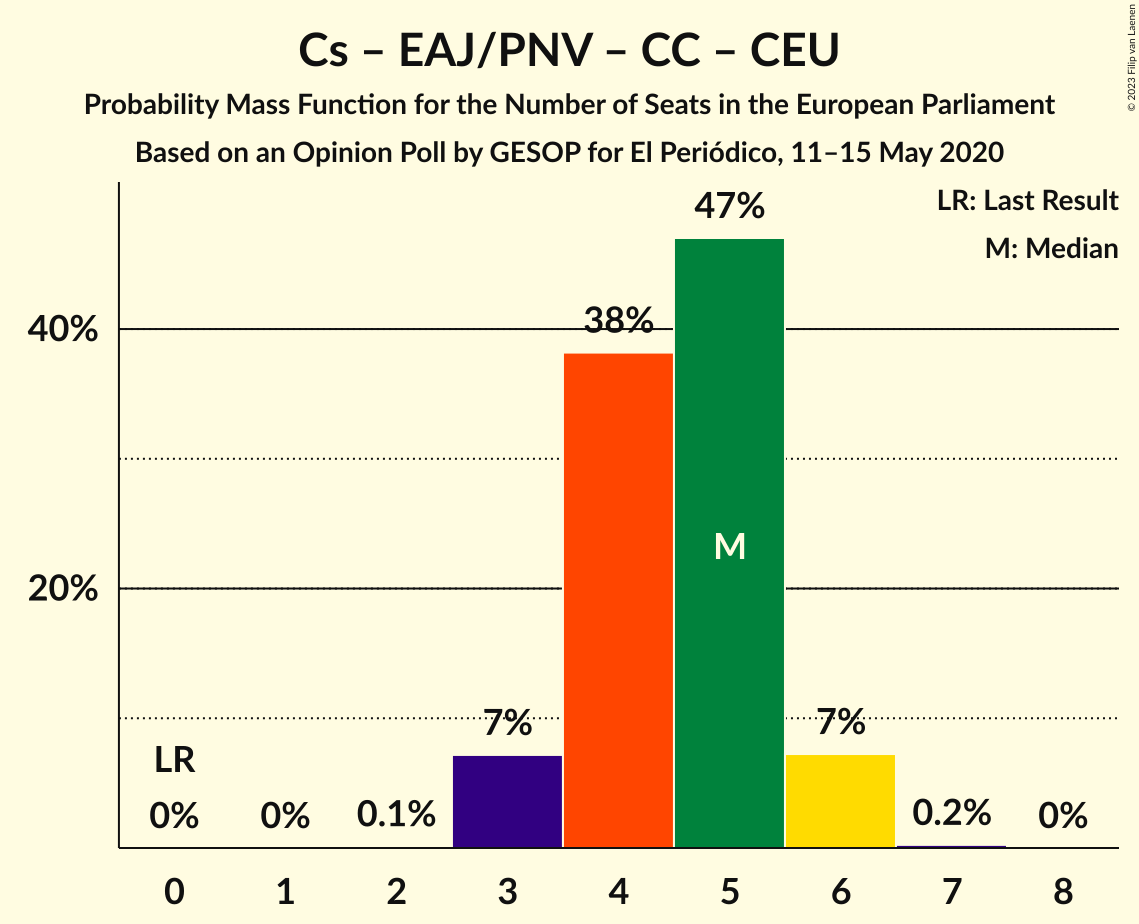 Cs – EAJ/PNV – CC – CEU
Probability Mass Function for the Number of Seats in the European Parliament
Based on an Opinion Poll by GESOP for El Periódico, 11–15 May 2020
© 2023 Filip van Laenen
LR: Last Result
M: Median
47%
40%
38%
M
20%
7%
7%
LR
0%
0%
0.1%
0.2%
0%
0 1 2 3 4 5 6 7 8